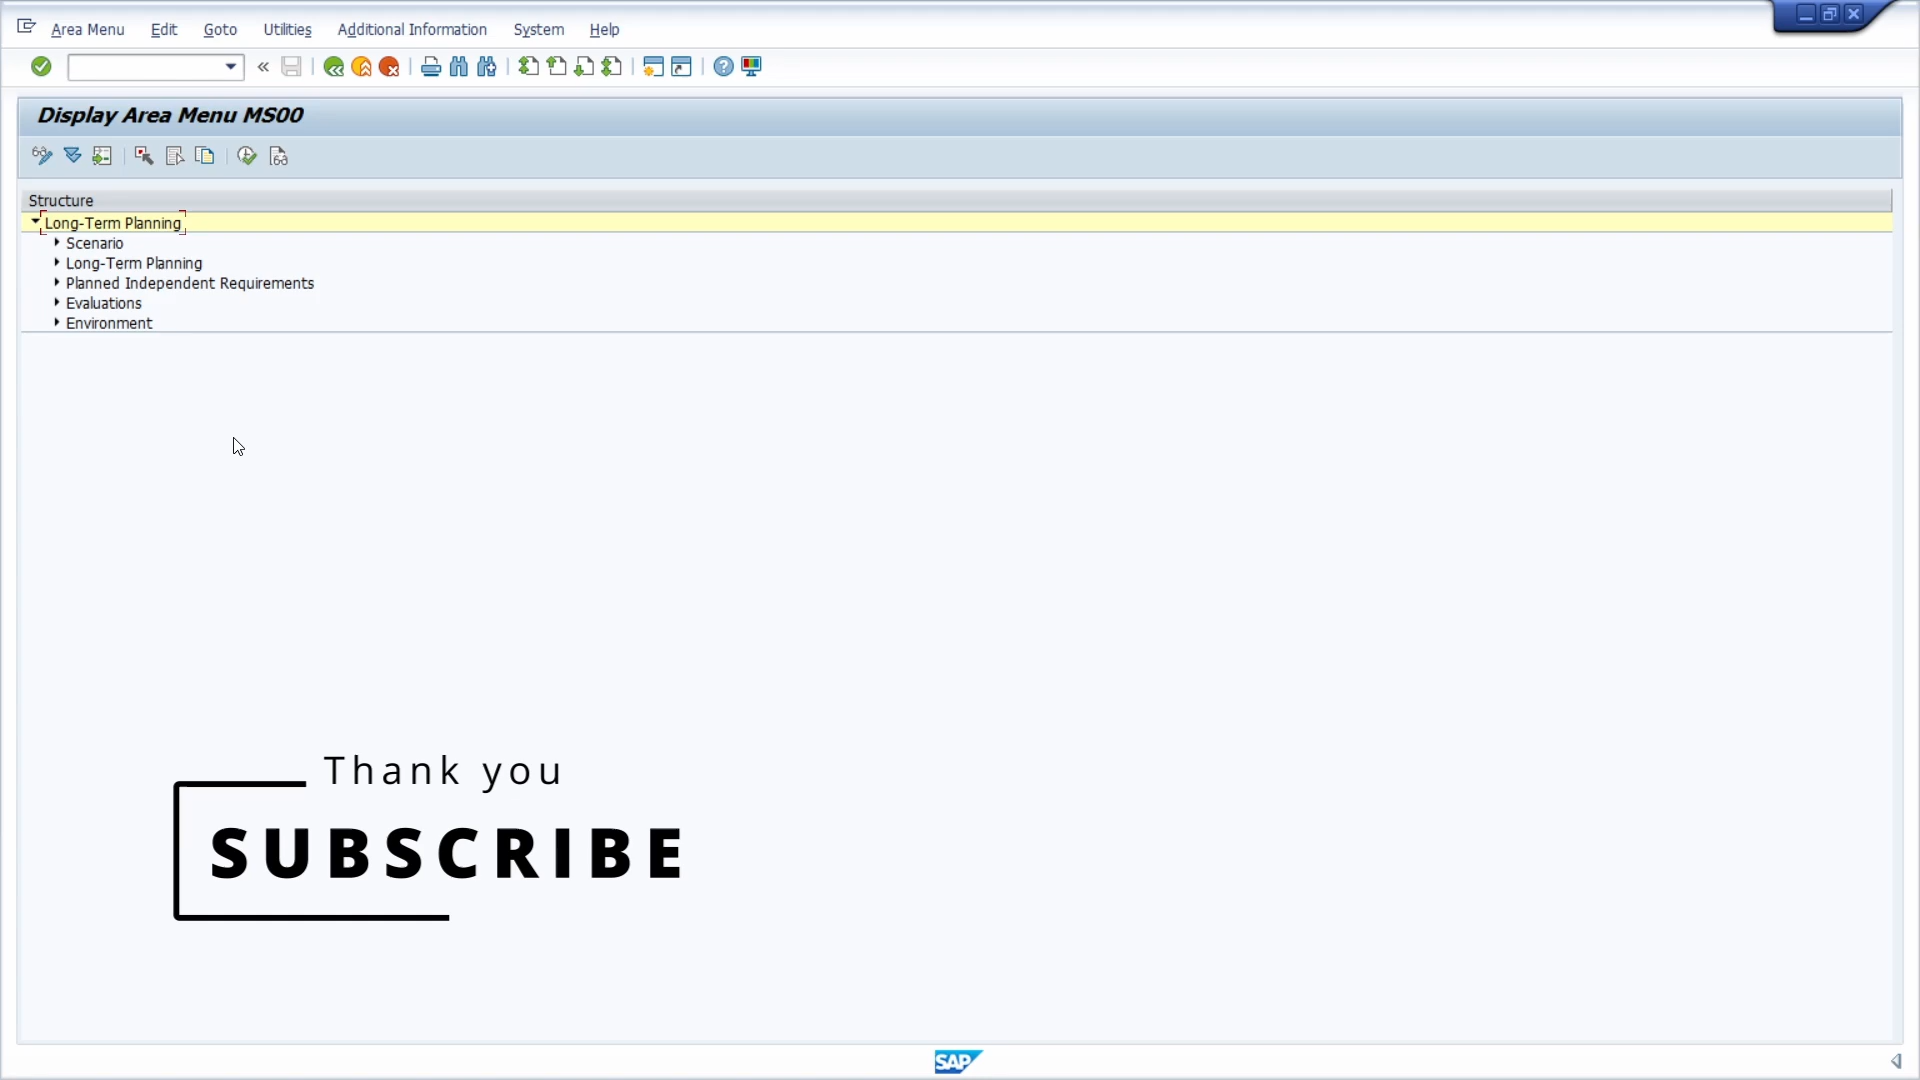 Area Menu Edit Goto Utilities Additional Information System Help
Display Area Menu MS00
Structure
Long-Term Planning
Scenario
Long-Term Planning
Planned Independent Requirements
Evaluations
Environment
Thank you
SUBSCRIBE
SAP